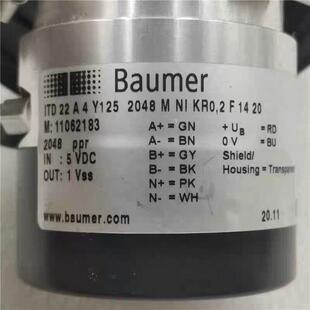 Baumer
ITD 22 A 4 Y125 2048 M NI KR0,2 F 14 20
M: 11062183
2048 ppr
IN : 5 VDC
OUT: 1 Vss
A+ = GN
A- = BN
B+ = GY
B- = BK
N+ = PK
N- = WH
+ UB = RD
0 V = BU
Shield/
Housing = Transpare
www.baumer.com
20.11